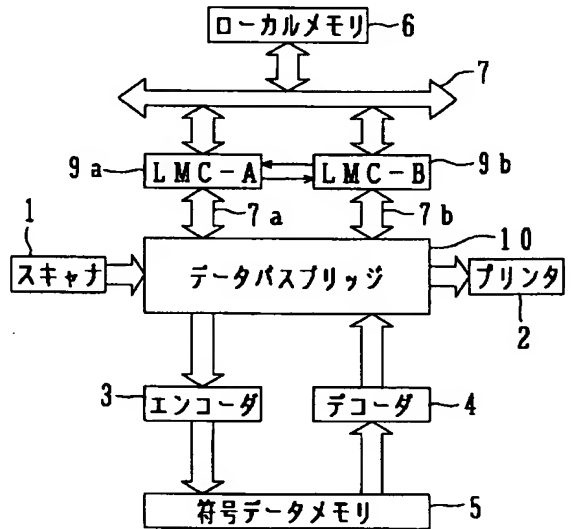 ローカルメモリ
6
7
9a
LMC-A
LMC-B
9b
7a
7b
1
10
スキャナ
データパスブリッジ
プリンタ
2
3
エンコーダ
デコーダ
4
符号データメモリ
5